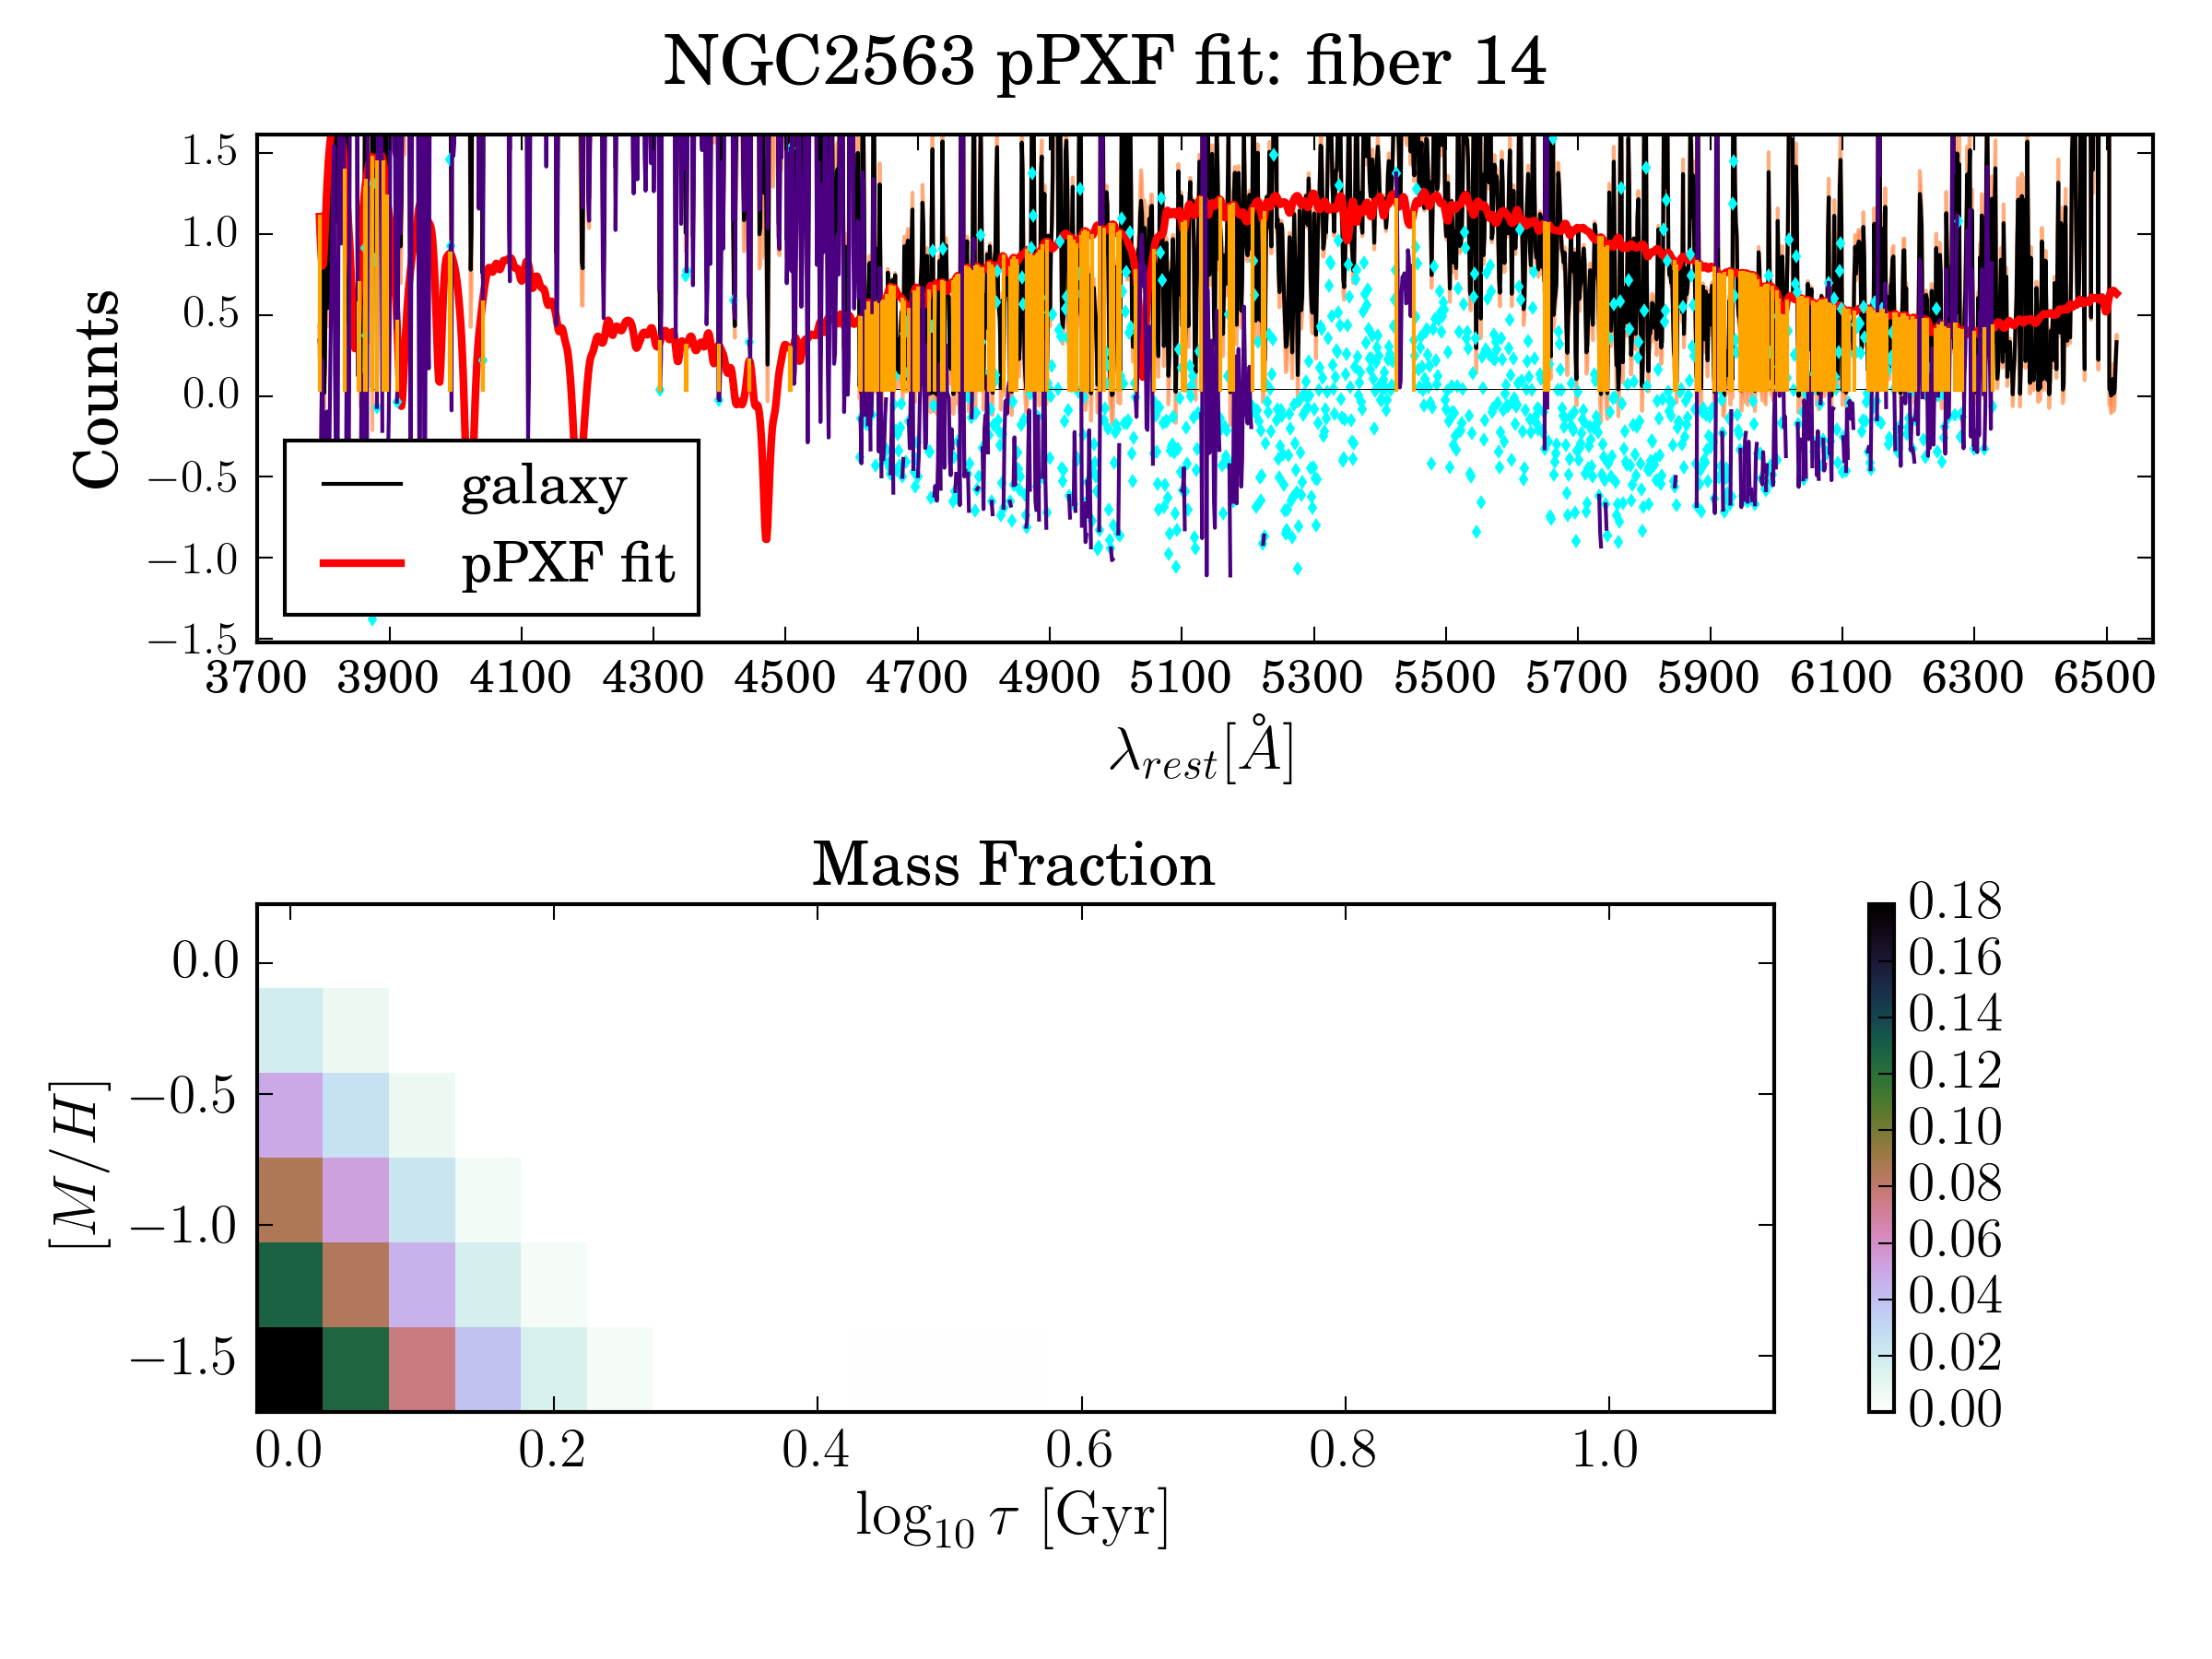 NGC2563 pPXF fit: fiber 14
1.5
1.0
0.5
0.0
−0.5
−1.0
−1.5
Counts
galaxy
pPXF fit
3700 3900 4100 4300 4500 4700 4900 5100 5300 5500 5700 5900 6100 6300 6500
λrest[Å]
Mass Fraction
0.0
−0.5
−1.0
−1.5
[M/H]
0.0 0.2 0.4 0.6 0.8 1.0
log10 τ [Gyr]
0.18
0.16
0.14
0.12
0.10
0.08
0.06
0.04
0.02
0.00